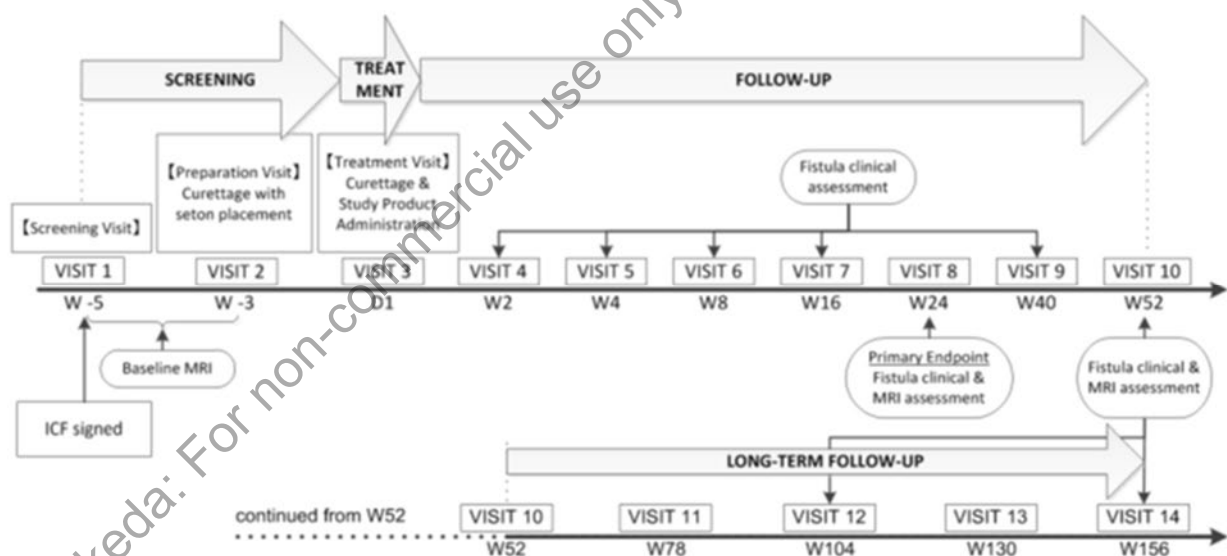 SCREENING
TREAT
MENT
FOLLOW-UP
【Screening Visit】
【Preparation Visit】
Curettage with
seton placement
【Treatment Visit】
Curettage &
Study Product
Administration
Fistula clinical
assessment
VISIT 1
VISIT 2
VISIT 3
VISIT 4
VISIT 5
VISIT 6
VISIT 7
VISIT 8
VISIT 9
VISIT 10
W -5
W -3
D1
W2
W4
W8
W16
W24
W40
W52
Baseline MRI
ICF signed
Primary Endpoint
Fistula clinical &
MRI assessment
Fistula clinical &
MRI assessment
LONG-TERM FOLLOW-UP
continued from W52
VISIT 10
VISIT 11
VISIT 12
VISIT 13
VISIT 14
W52
W78
W104
W130
W156
keda: For non-commercial use only